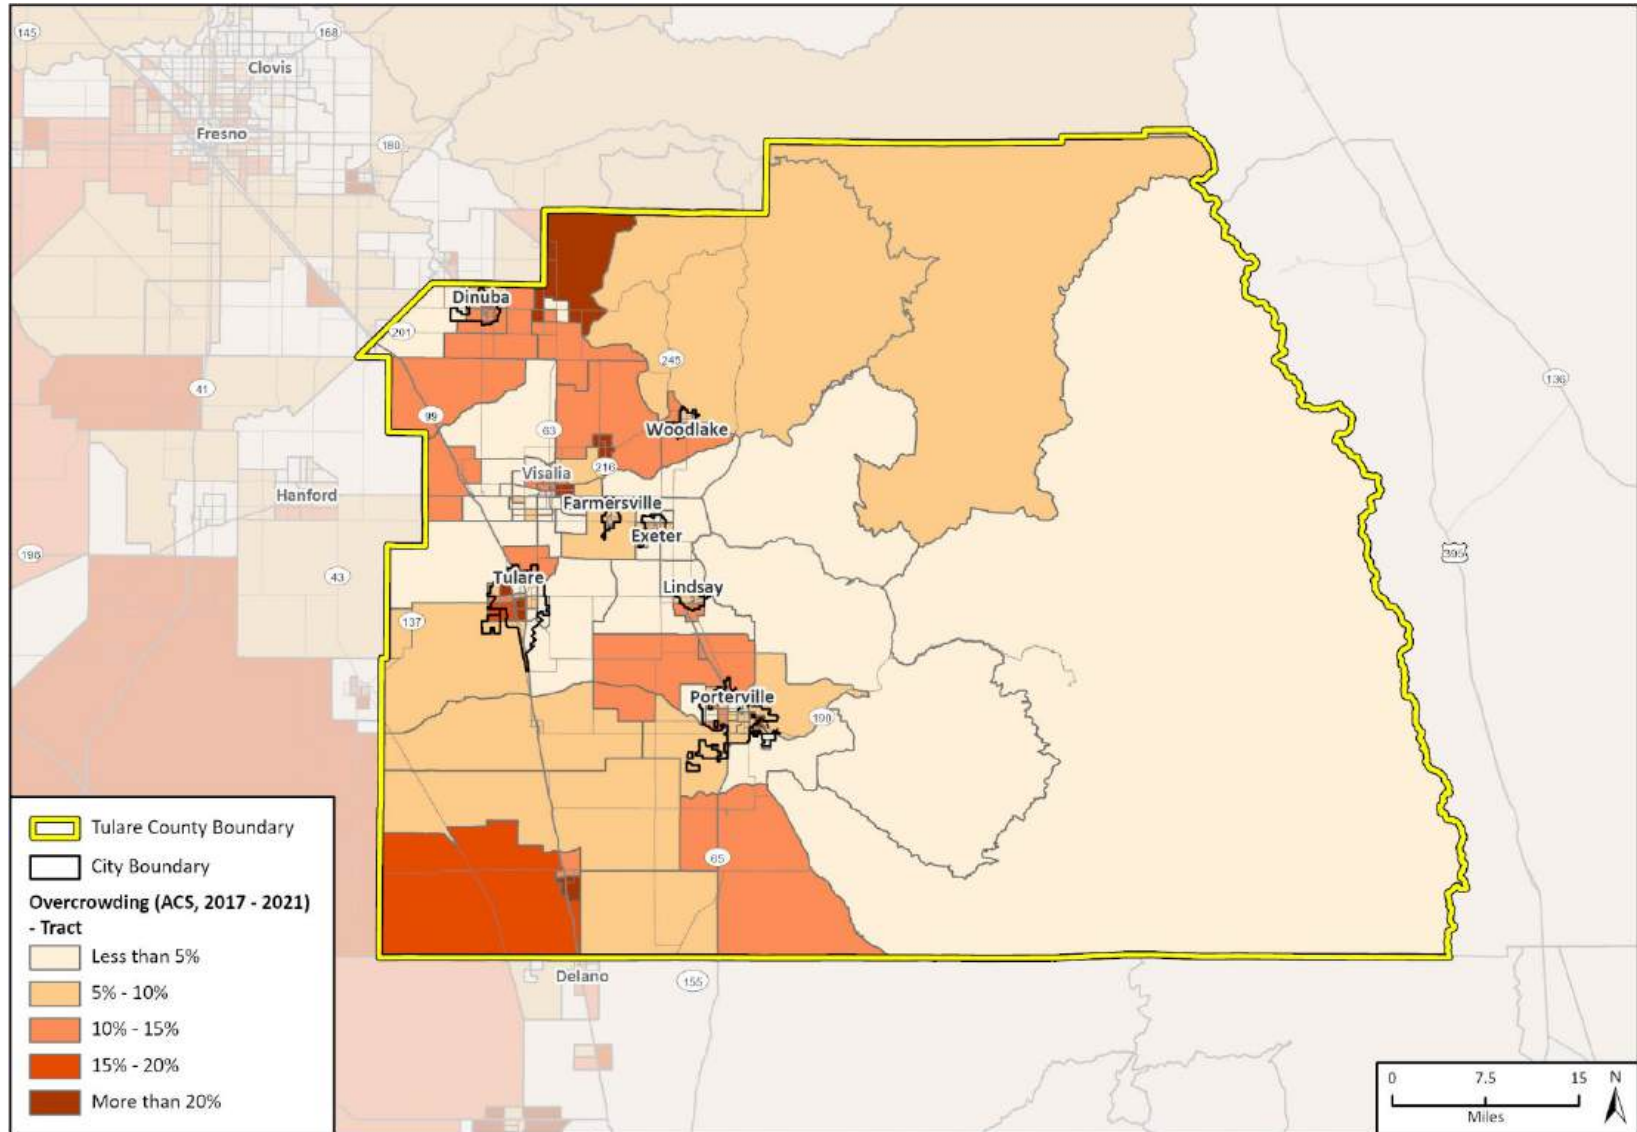 145
168
Clovis
Fresno
180
Dinuba
201
245
41
99
136
Woodlake
63
Visalia
216
Hanford
Farmersville
Exeter
198
395
43
Tulare
Lindsay
137
Porterville
190
65
Delano
155
Tulare County Boundary
City Boundary
Overcrowding (ACS, 2017 - 2021)
- Tract
Less than 5%
5% - 10%
10% - 15%
15% - 20%
More than 20%
0 7.5 15
Miles
N